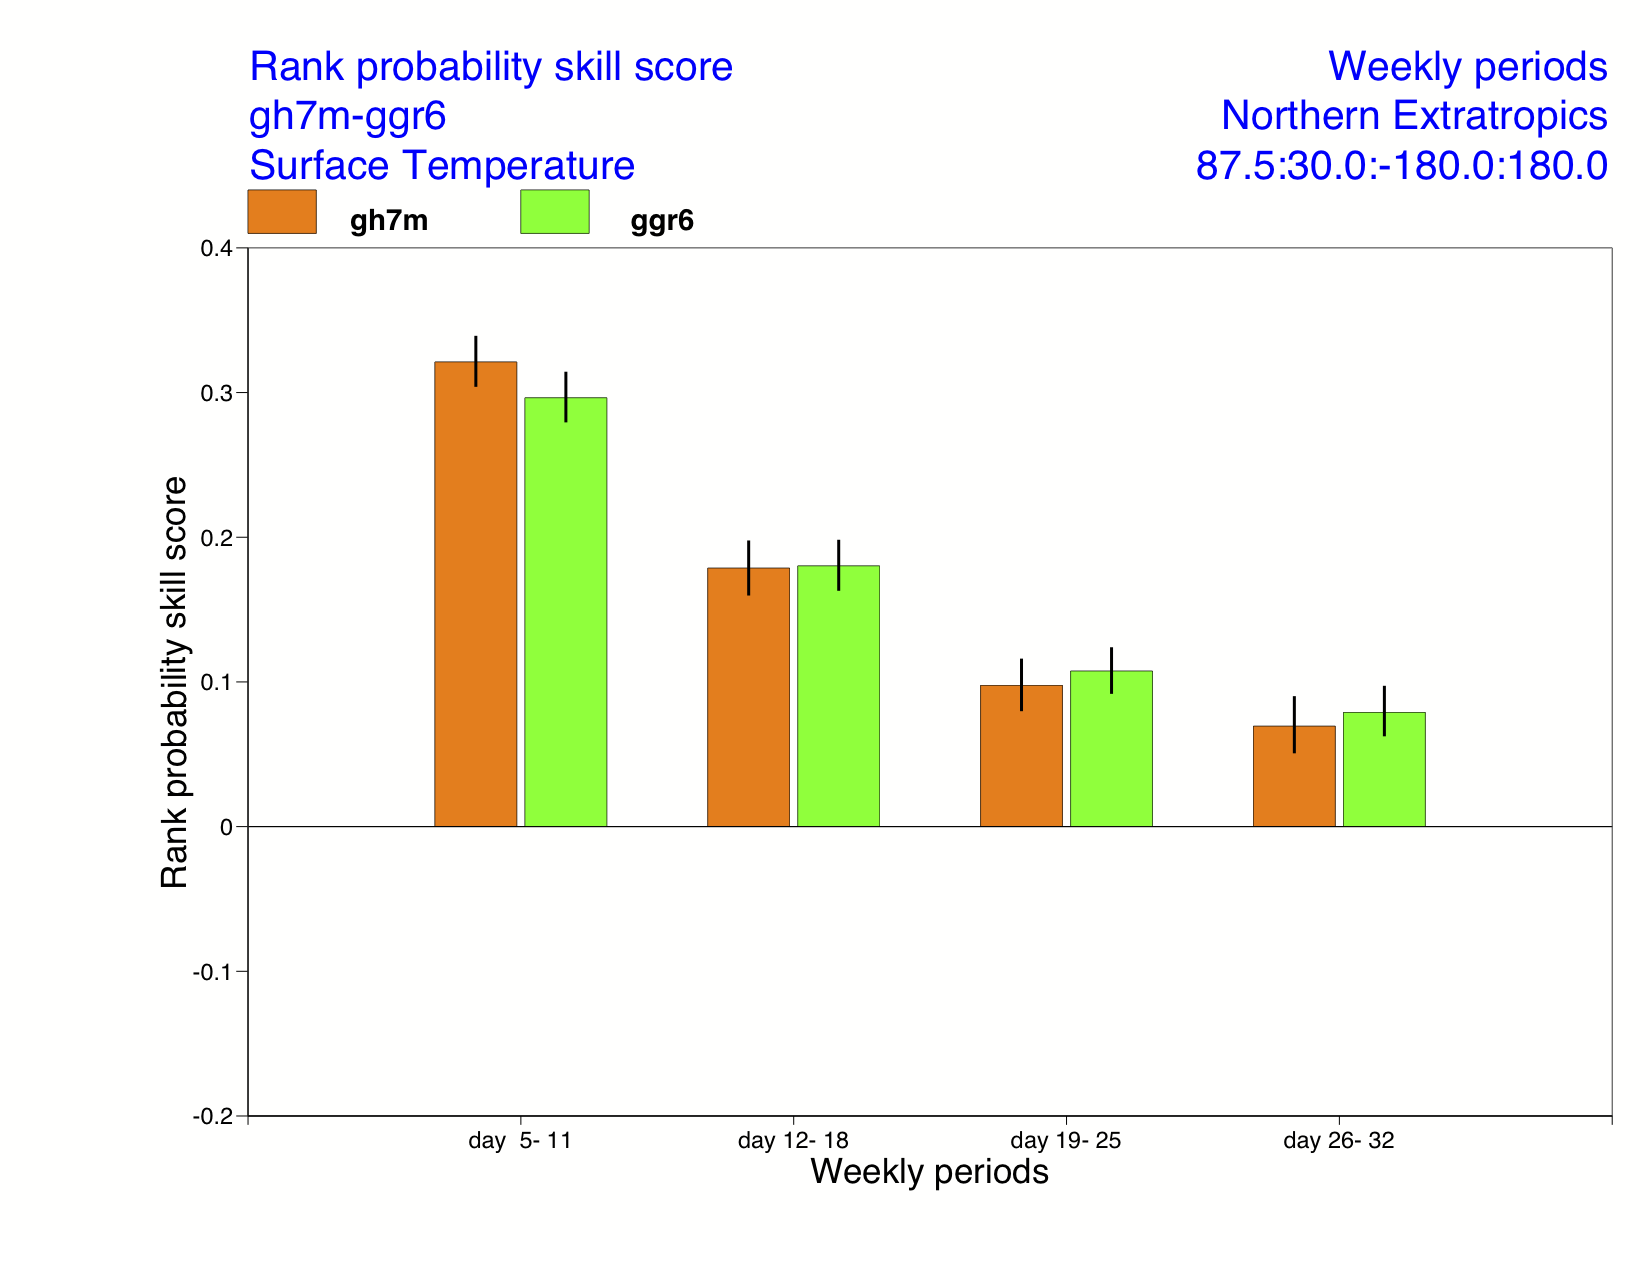 Rank probability skill score
gh7m-ggr6
Surface Temperature
Weekly periods
Northern Extratropics
87.5:30.0:-180.0:180.0
gh7m
ggr6
0.4
0.3
0.2
0.1
0
-0.1
-0.2
Rank probability skill score
day 5- 11
day 12- 18
day 19- 25
day 26- 32
Weekly periods